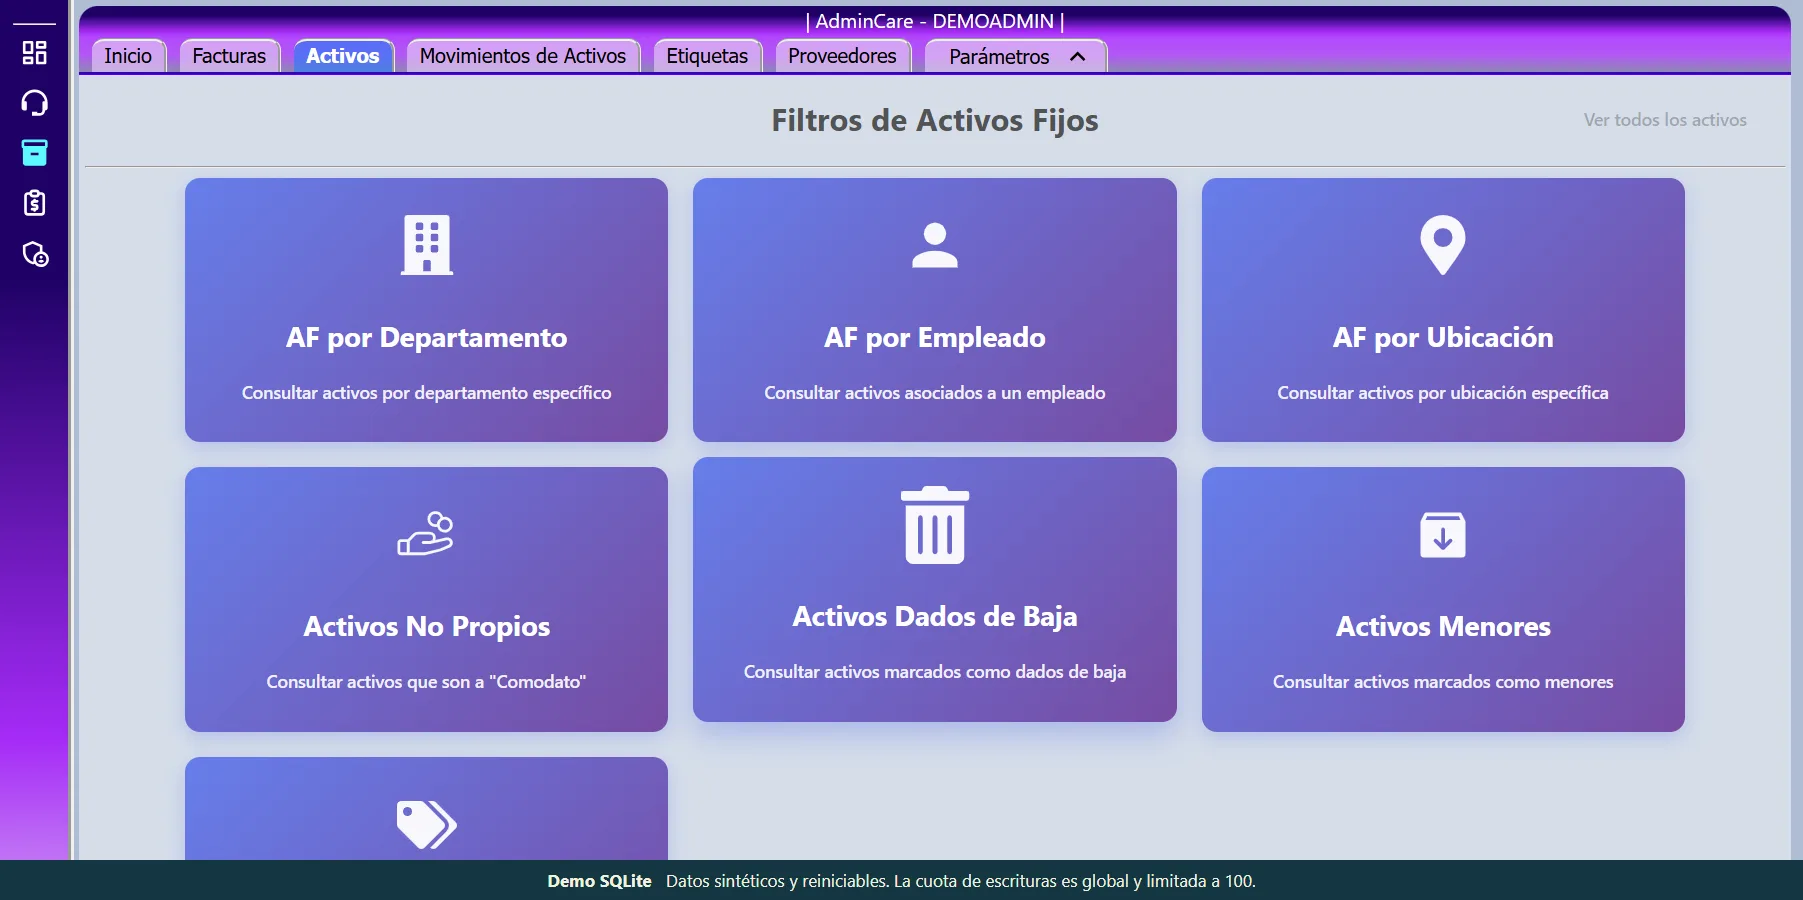 | AdminCare - DEMOADMIN |
Inicio
Facturas
Activos
Movimientos de Activos
Etiquetas
Proveedores
Parámetros
Filtros de Activos Fijos
Ver todos los activos
AF por Departamento
Consultar activos por departamento específico
AF por Empleado
Consultar activos asociados a un empleado
AF por Ubicación
Consultar activos por ubicación específica
Activos No Propios
Consultar activos que son a "Comodato"
Activos Dados de Baja
Consultar activos marcados como dados de baja
Activos Menores
Consultar activos marcados como menores
Demo SQLite Datos sintéticos y reiniciables. La cuota de escrituras es global y limitada a 100.